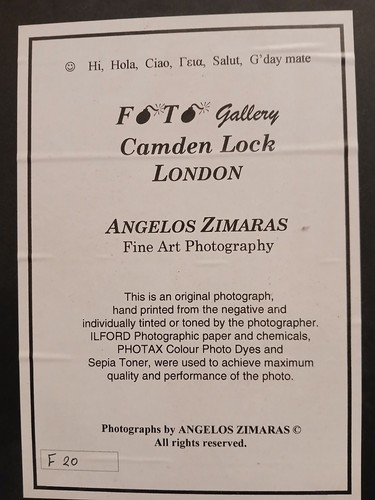 ☺ Hi, Hola, Ciao, Γεια, Salut, G'day mate
F💣T💣 Gallery
Camden Lock
LONDON
ANGELOS ZIMARAS
Fine Art Photography
This is an original photograph,
hand printed from the negative and
individually tinted or toned by the photographer.
ILFORD Photographic paper and chemicals,
PHOTAX Colour Photo Dyes and
Sepia Toner, were used to achieve maximum
quality and performance of the photo.
Photographs by ANGELOS ZIMARAS ©
All rights reserved.
F 20